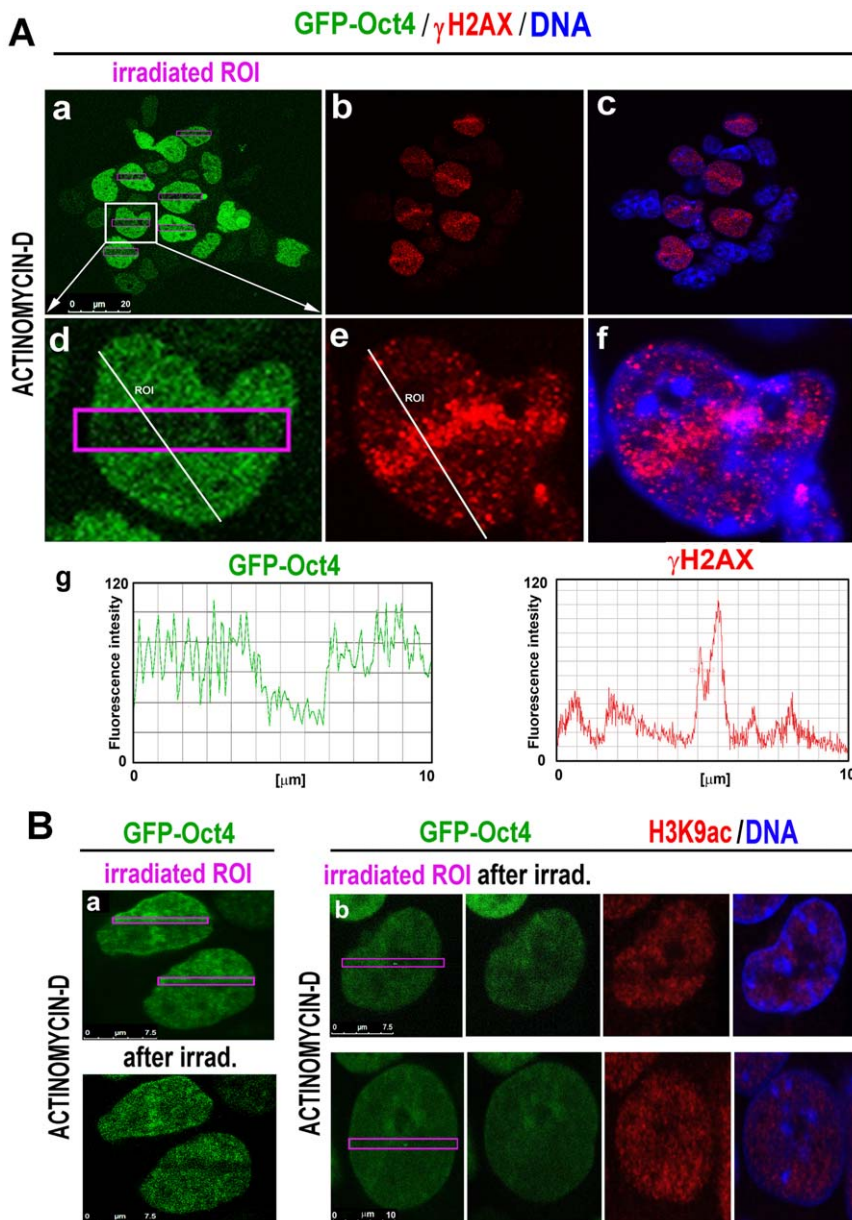 A
GFP-Oct4 / γH2AX / DNA
irradiated ROI
ACTINOMYCIN-D
a
b
c
0 µm 20
d
ROI
e
ROI
f
g
GFP-Oct4
γH2AX
120
Fluorescence intesity
0
0
[µm]
10
120
Fluorescence intesity
0
0
[µm]
10
B
GFP-Oct4
GFP-Oct4
H3K9ac /DNA
irradiated ROI
irradiated ROI after irrad.
ACTINOMYCIN-D
a
0 µm 7.5
after irrad.
0 µm 7.5
ACTINOMYCIN-D
b
0 µm 7.5
0 µm 10